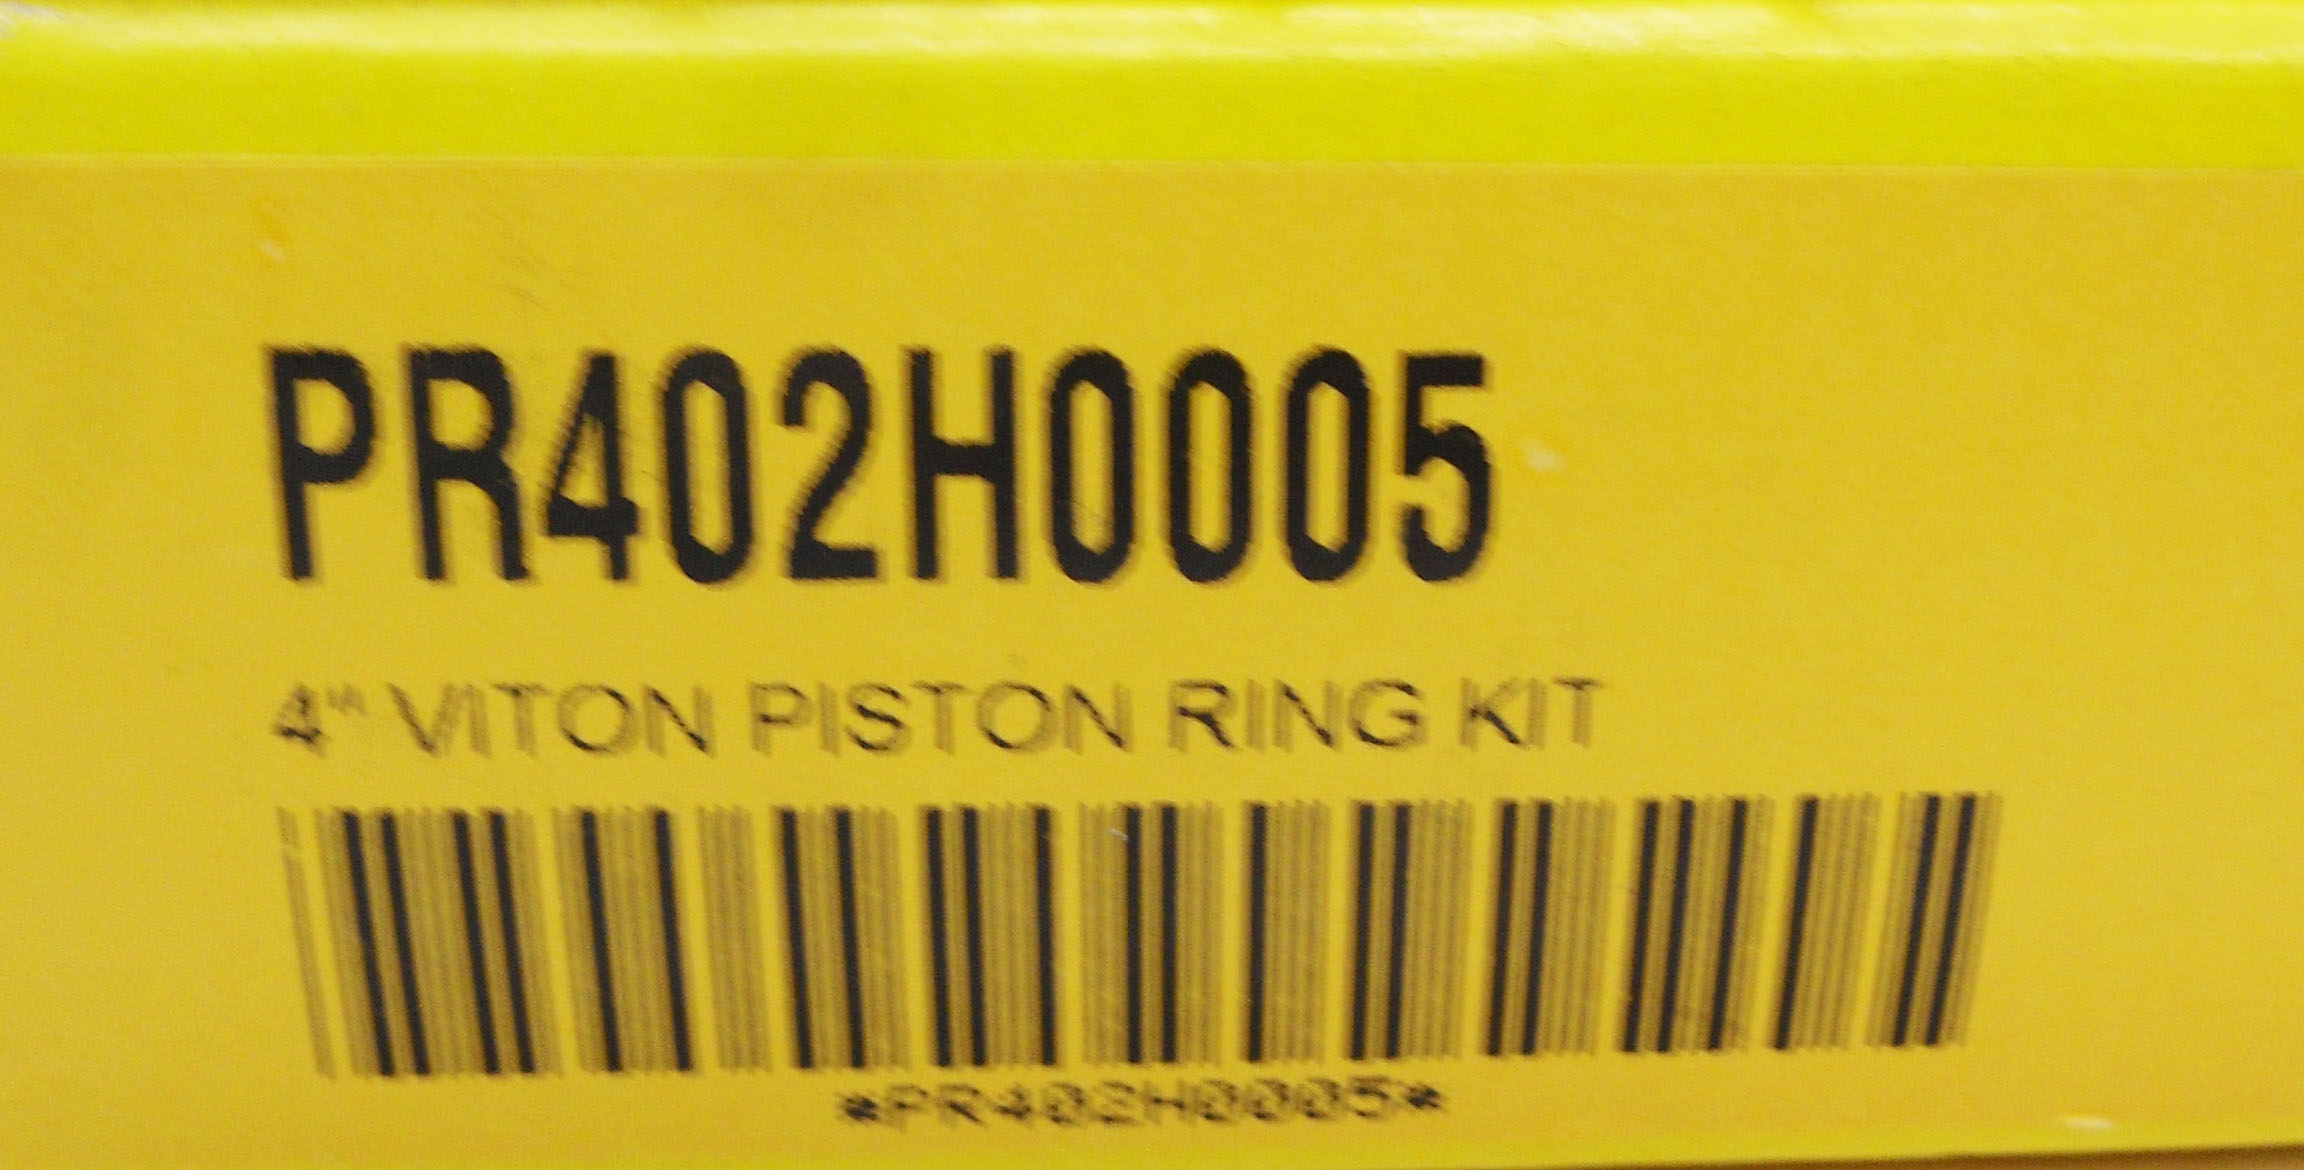 PR402H0005
4" VITON PISTON RING KIT
*PR402H0005*